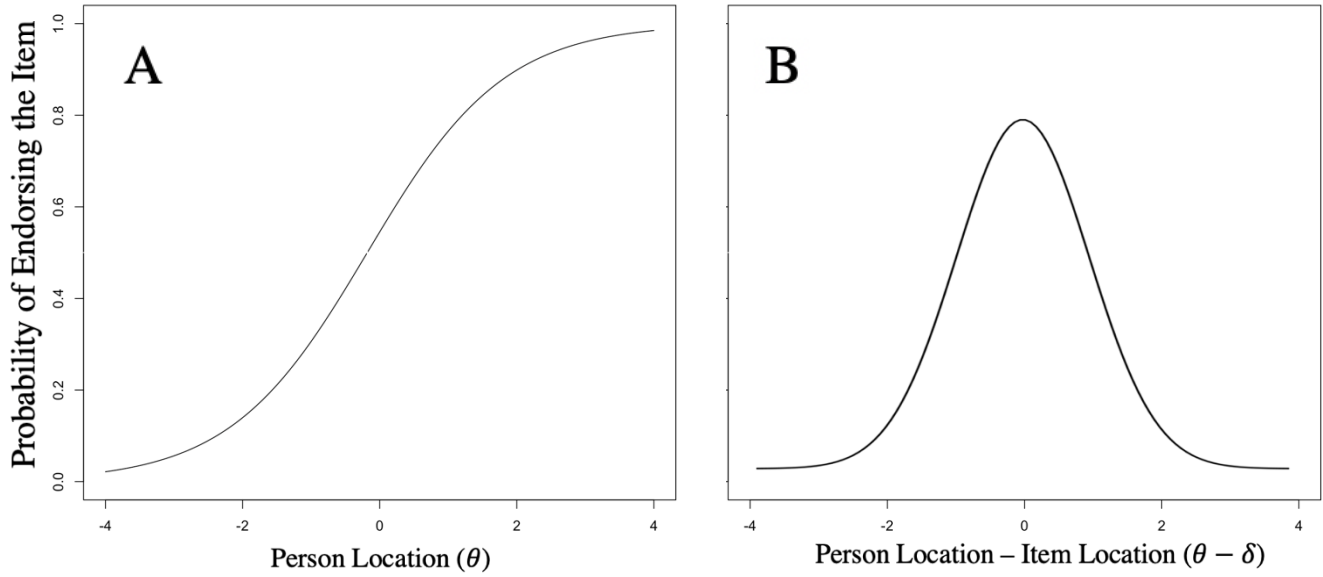 Probability of Endorsing the Item
A
1.0
0.8
0.6
0.4
0.2
0.0
-4 -2 0 2 4
Person Location (θ)
B
-4 -2 0 2 4
Person Location – Item Location (θ − δ)